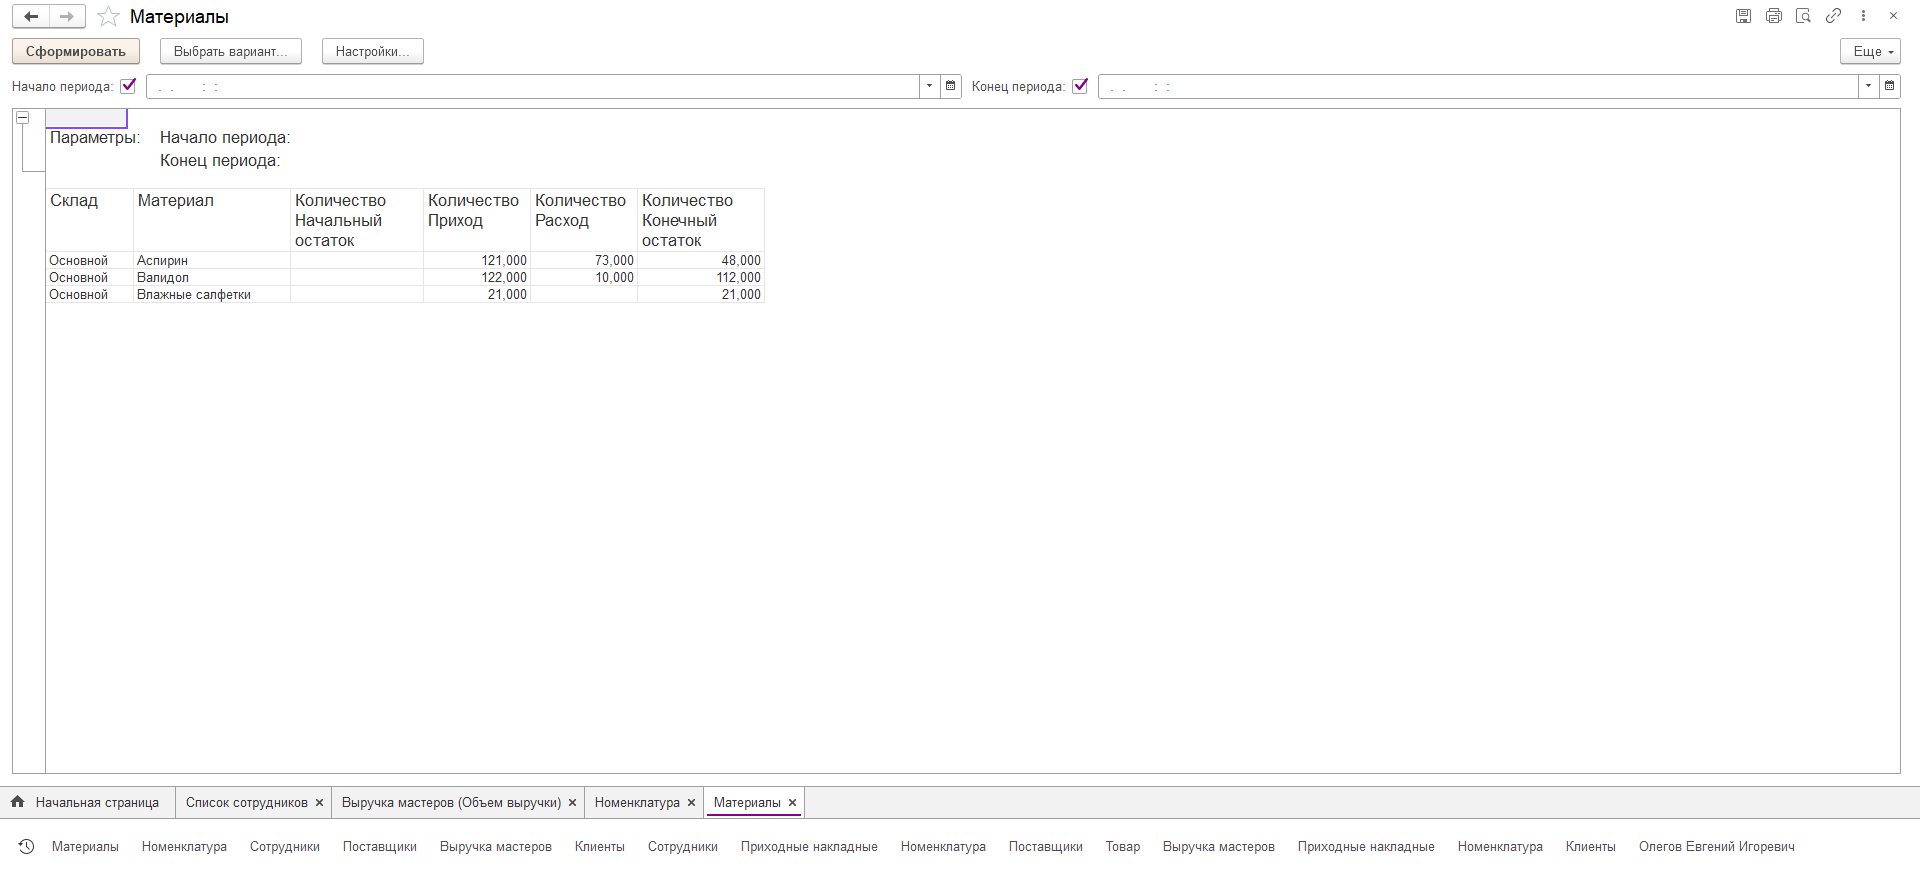 Материалы
Сформировать Выбрать вариант... Настройки... Еще
Начало периода: . . : : Конец периода: . . : :
Параметры: Начало периода:
Конец периода:
Склад Материал Количество Начальный остаток Количество Приход Количество Расход Количество Конечный остаток
Основной Аспирин 121,000 73,000 48,000
Основной Валидол 122,000 10,000 112,000
Основной Влажные салфетки 21,000 21,000
Начальная страница Список сотрудников × Выручка мастеров (Объем выручки) × Номенклатура × Материалы ×
Материалы Номенклатура Сотрудники Поставщики Выручка мастеров Клиенты Сотрудники Приходные накладные Номенклатура Поставщики Товар Выручка мастеров Приходные накладные Номенклатура Клиенты Олегов Евгений Игоревич